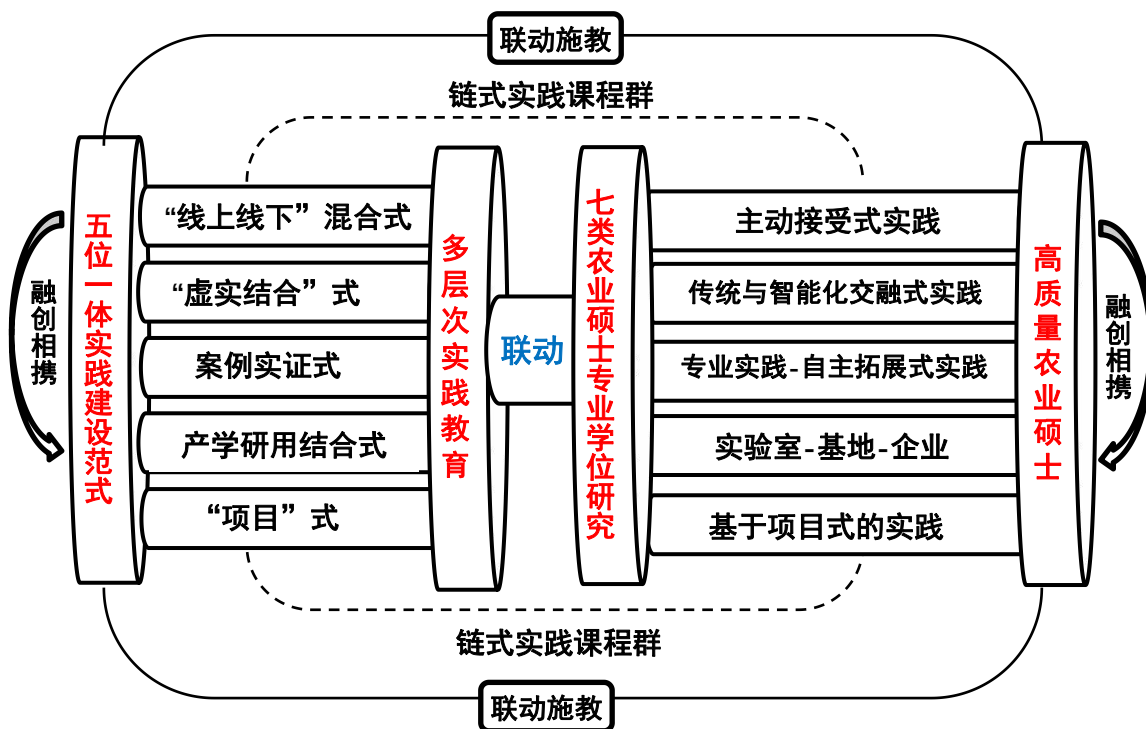 联动施教
链式实践课程群
五位一体实践建设范式
融创相携
“线上线下”混合式
“虚实结合”式
案例实证式
产学研用结合式
“项目”式
多层次实践教育
联动
七类农业硕士专业学位研究
主动接受式实践
传统与智能化交融式实践
专业实践-自主拓展式实践
实验室-基地-企业
基于项目式的实践
高质量农业硕士
融创相携
链式实践课程群
联动施教